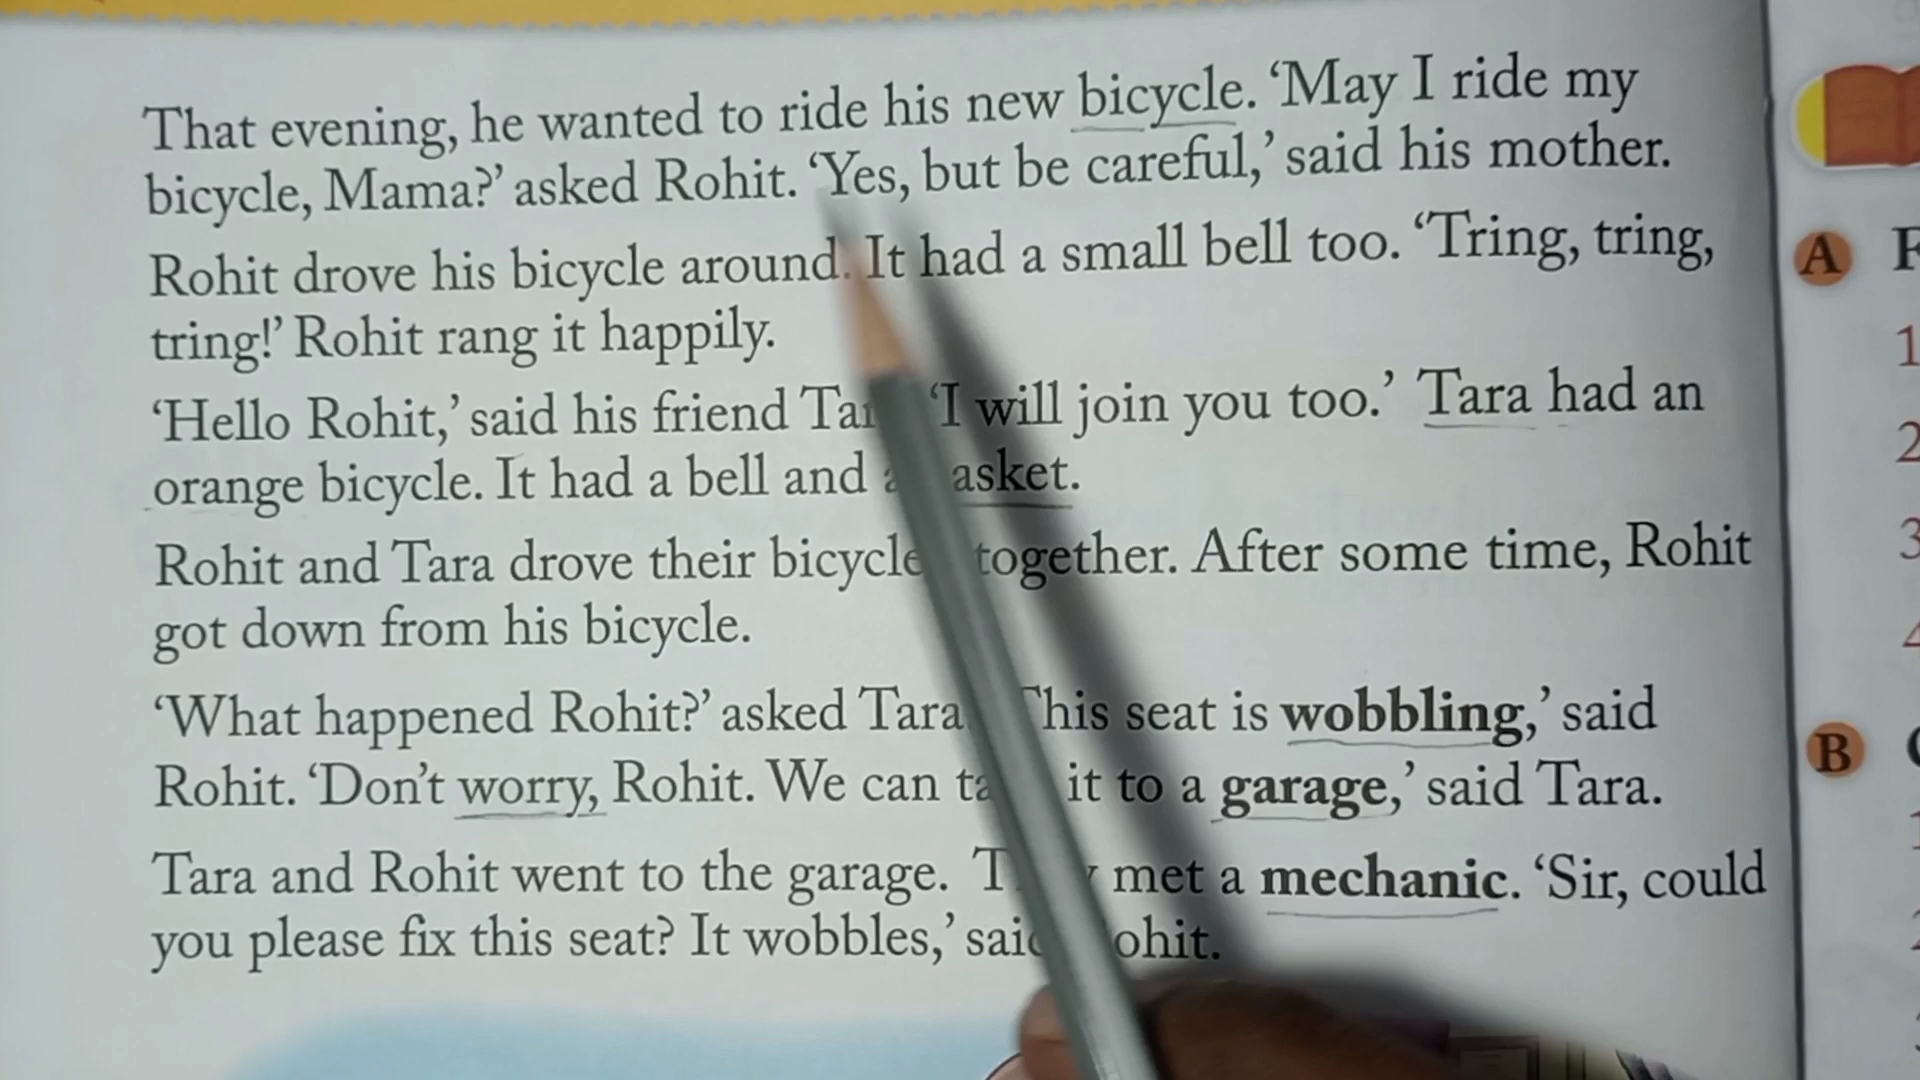 That evening, he wanted to ride his new bicycle. ‘May I ride my
bicycle, Mama?’ asked Rohit. ‘Yes, but be careful,’ said his mother.
Rohit drove his bicycle around. It had a small bell too. ‘Tring, tring,
tring!’ Rohit rang it happily.
‘Hello Rohit,’ said his friend ‘I will join you too.’ Tara had an
orange bicycle. It had a bell and
Rohit and Tara drove their together. After some time, Rohit
got down from his bicycle.
‘What happened Rohit?’ asked Tara seat is wobbling,’ said
Rohit. ‘Don’t worry, Rohit. We can it to a garage,’ said Tara.
Tara and Rohit went to the garage. met a mechanic. ‘Sir, could
you please fix this seat? It wobbles,’
A
1
2
3
B